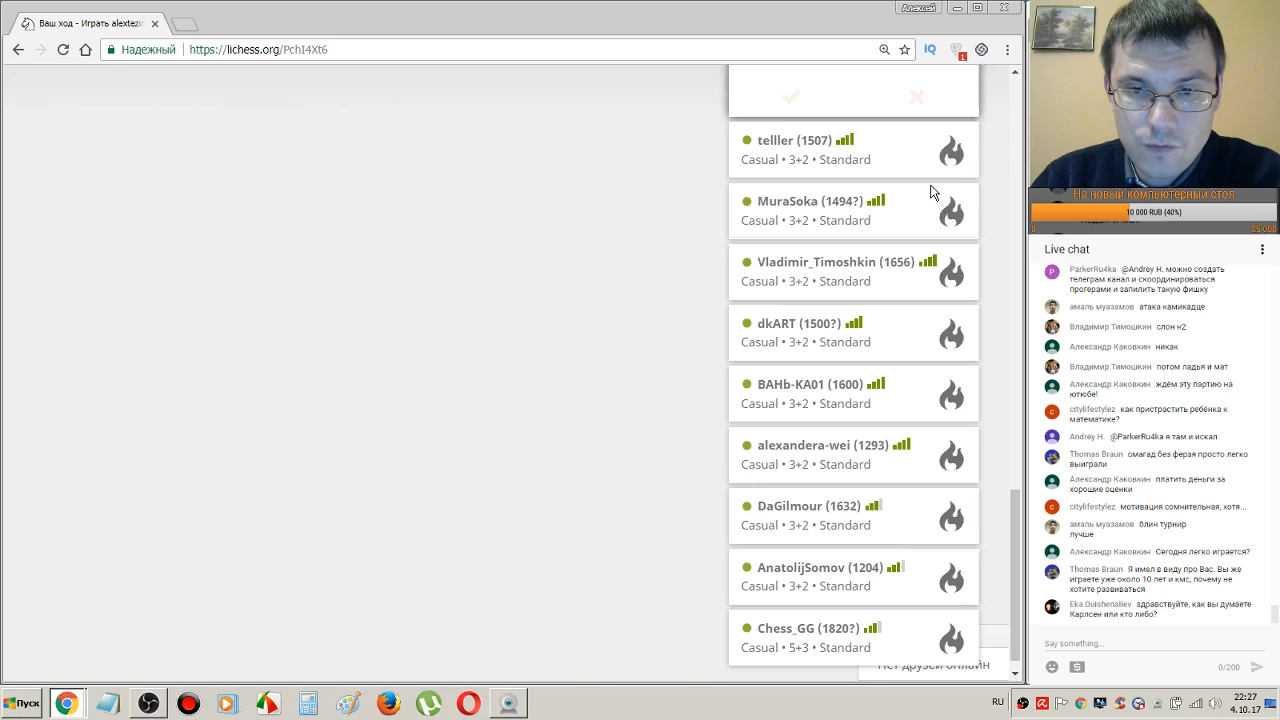 Алексей
Ваш ход - Играть alextezin
Надежный
https://lichess.org/PchI4Xt6
IQ
1
telller (1507)
Casual • 3+2 • Standard
MuraSoka (1494?)
Casual • 3+2 • Standard
Vladimir_Timoshkin (1656)
Casual • 3+2 • Standard
dkART (1500?)
Casual • 3+2 • Standard
BAHb-KA01 (1600)
Casual • 3+2 • Standard
alexandera-wei (1293)
Casual • 3+2 • Standard
DaGilmour (1632)
Casual • 3+2 • Standard
AnatolijSomov (1204)
Casual • 3+2 • Standard
Chess_GG (1820?)
Casual • 5+3 • Standard
Нет друзей онлайн
На новый компьютерный стол
10 000 RUB (40%)
0
25 000
Live chat
ParkerRu4ka @Andrey H. можно создать
телеграм канал и скоординироваться
прогерами и запилить такую фишку
амаль муазамов атака камикадце
Владимир Тимошкин слон н2
Александр Каковкин никак
Владимир Тимошкин потом ладья и мат
Александр Каковкин ждём эту партию на
ютюбе!
citylifestylez как пристрастить ребёнка к
математике?
Andrey H. @ParkerRu4ka я там и искал
Thomas Braun омагад без ферзя просто легко
выиграли
Александр Каковкин платить деньги за
хорошие оценки
citylifestylez мотивация сомнительная, хотя...
амаль муазамов блин турнир
лучше
Александр Каковкин Сегодня легко играется?
Thomas Braun Я имел в виду про Вас. Вы же
играете уже около 10 лет и кмс, почему не
хотите развиваться
Eka Duishenaliev здравствуйте, как вы думаете
Карлсен или кто либо?
Say something...
0/200
Пуск
RU
22:27
4.10.17